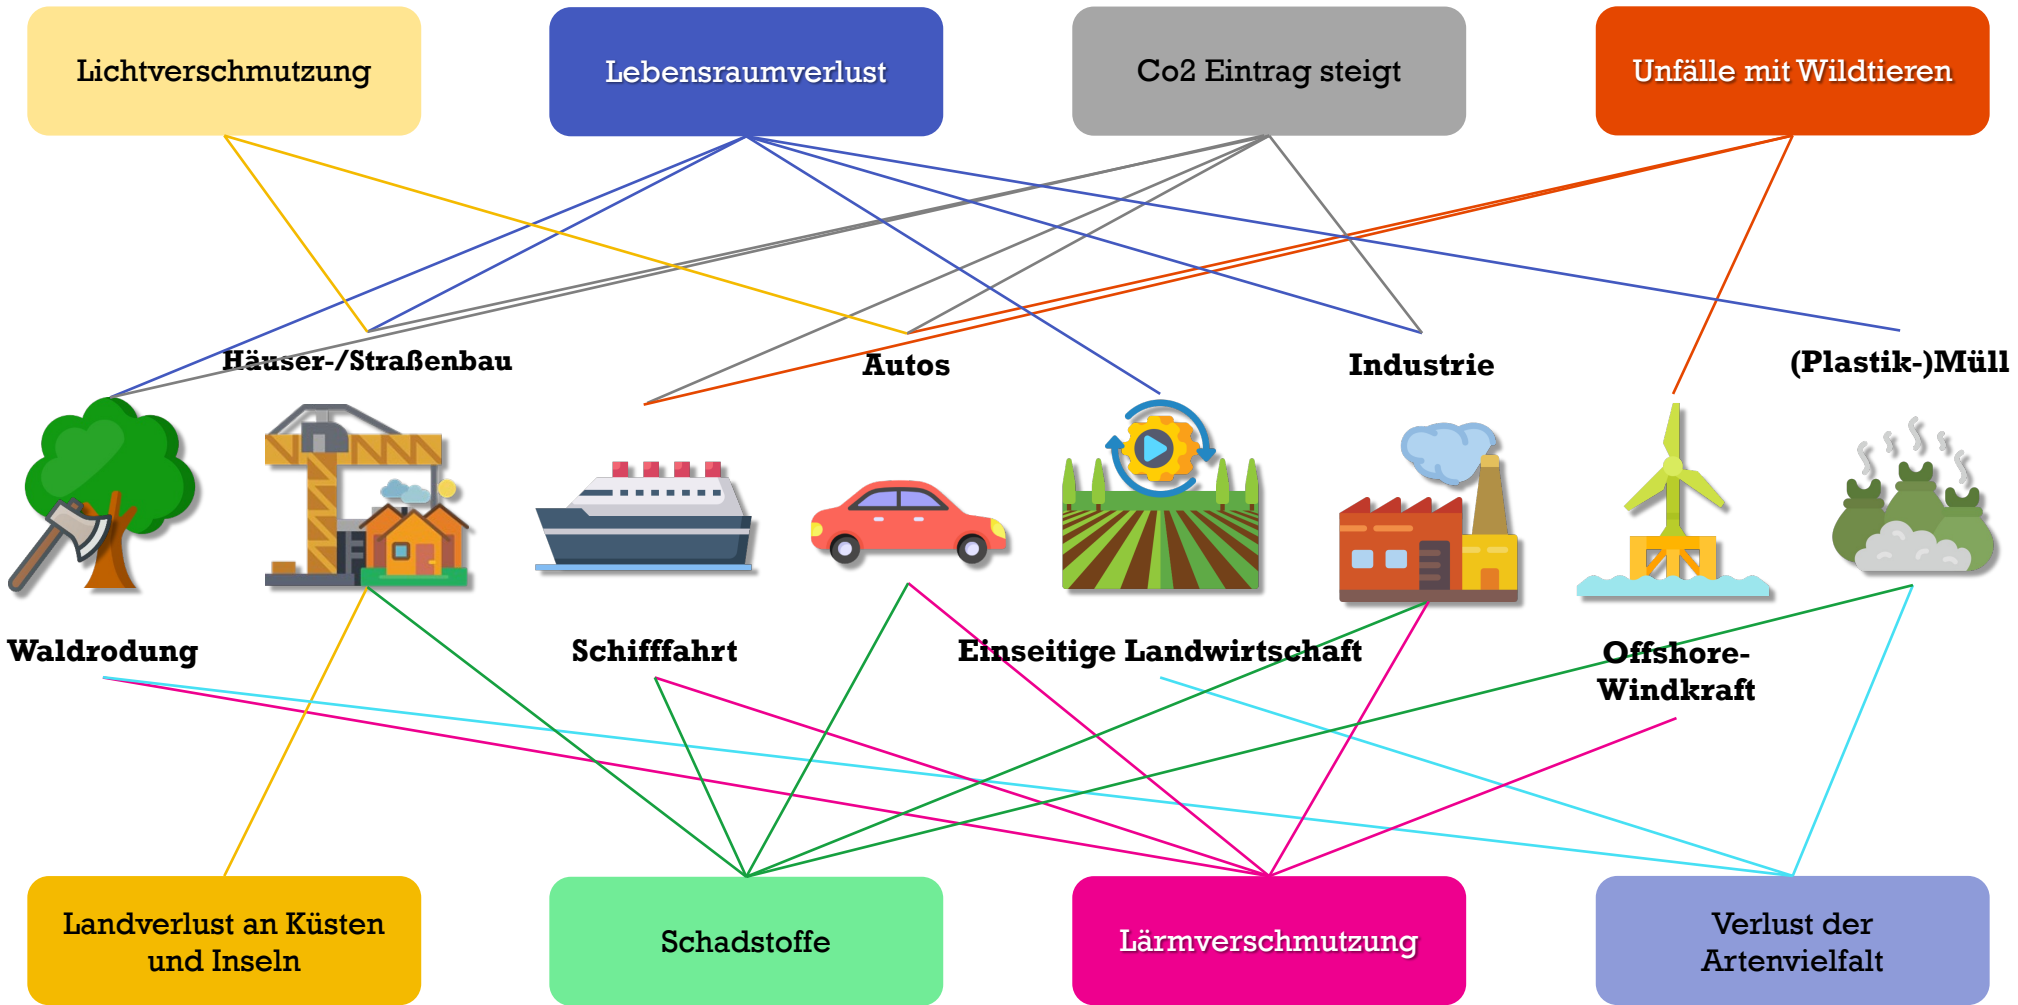 Lichtverschmutzung
Lebensraumverlust
Co2 Eintrag steigt
Unfälle mit Wildtieren
Häuser-/Straßenbau
Autos
Industrie
(Plastik-)Müll
Waldrodung
Schifffahrt
Einseitige Landwirtschaft
Offshore-
Windkraft
Landverlust an Küsten
und Inseln
Schadstoffe
Lärmverschmutzung
Verlust der
Artenvielfalt